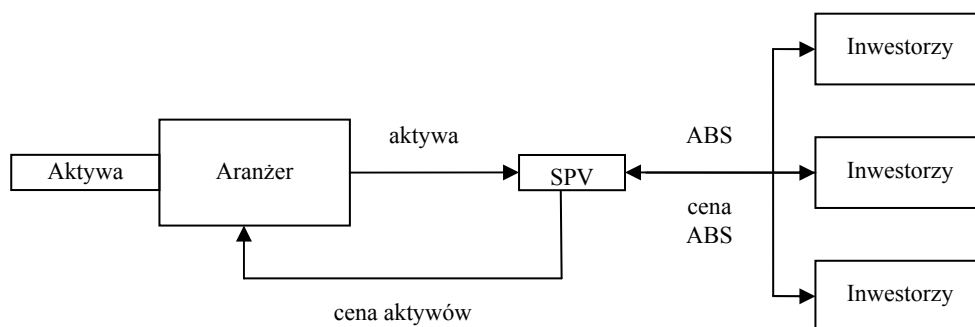 Inwestorzy
aktywa
ABS
Aktywa
Aranżer
SPV
Inwestorzy
cena
ABS
Inwestorzy
cena aktywów